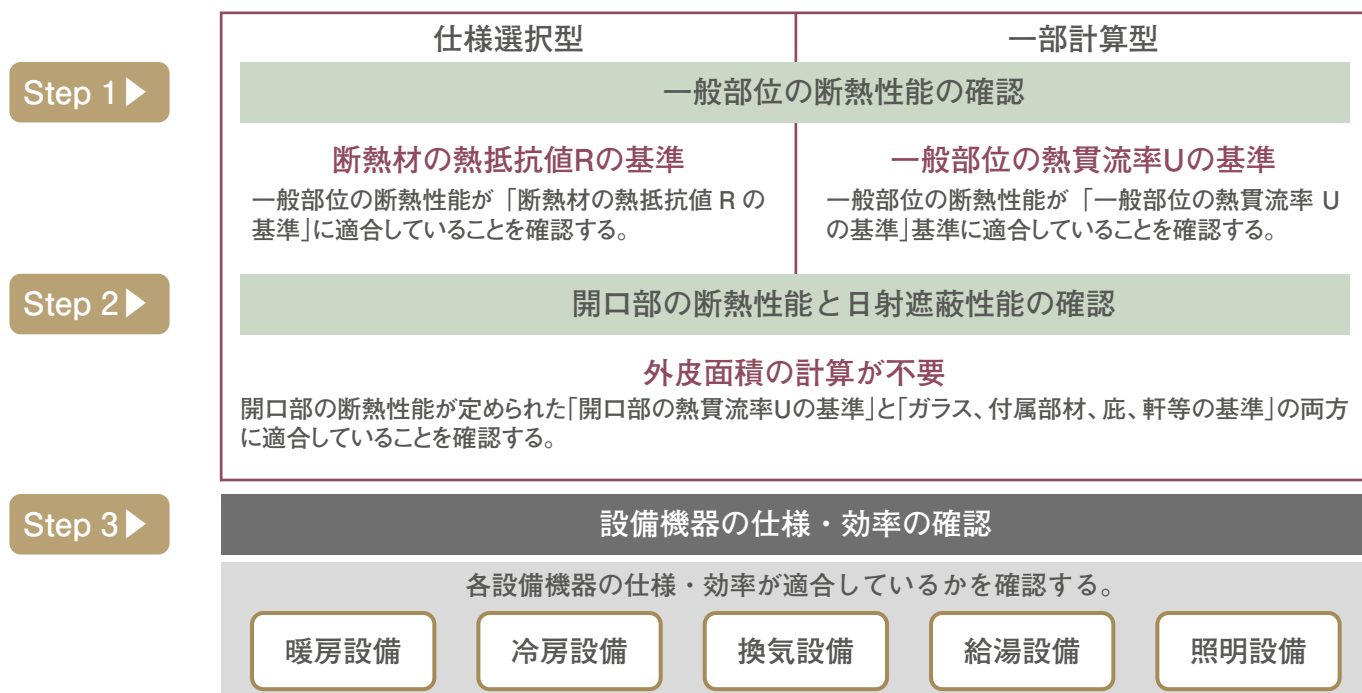 仕様選択型
一部計算型
Step 1▶
一般部位の断熱性能の確認
断熱材の熱抵抗値Rの基準
一般部位の断熱性能が「断熱材の熱抵抗値 R の
基準」に適合していることを確認する。
一般部位の熱貫流率Uの基準
一般部位の断熱性能が「一般部位の熱貫流率 U
の基準」基準に適合していることを確認する。
Step 2▶
開口部の断熱性能と日射遮蔽性能の確認
外皮面積の計算が不要
開口部の断熱性能が定められた「開口部の熱貫流率Uの基準」と「ガラス、付属部材、庇、軒等の基準」の両方
に適合していることを確認する。
Step 3▶
設備機器の仕様・効率の確認
各設備機器の仕様・効率が適合しているかを確認する。
暖房設備
冷房設備
換気設備
給湯設備
照明設備